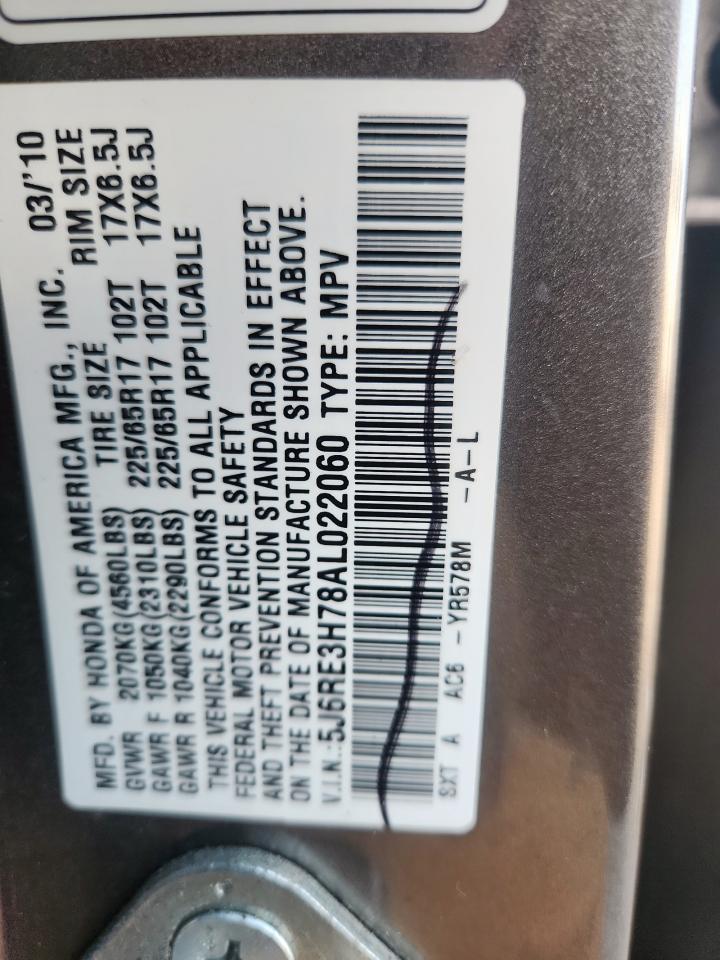 MFD. BY HONDA OF AMERICA MFG., INC. 03/'10
GVWR 2070KG(4560LBS) TIRE SIZE RIM SIZE
GAWR F 1050KG(2310LBS) 225/65R17 102T 17X6.5J
GAWR R 1040KG(2290LBS) 225/65R17 102T 17X6.5J
THIS VEHICLE CONFORMS TO ALL APPLICABLE
FEDERAL MOTOR VEHICLE SAFETY
AND THEFT PREVENTION STANDARDS IN EFFECT
ON THE DATE OF MANUFACTURE SHOWN ABOVE.
V.I.N.:5J6RE3H78AL022060 TYPE: MPV
SXT A AC6 -YR578M -A-L